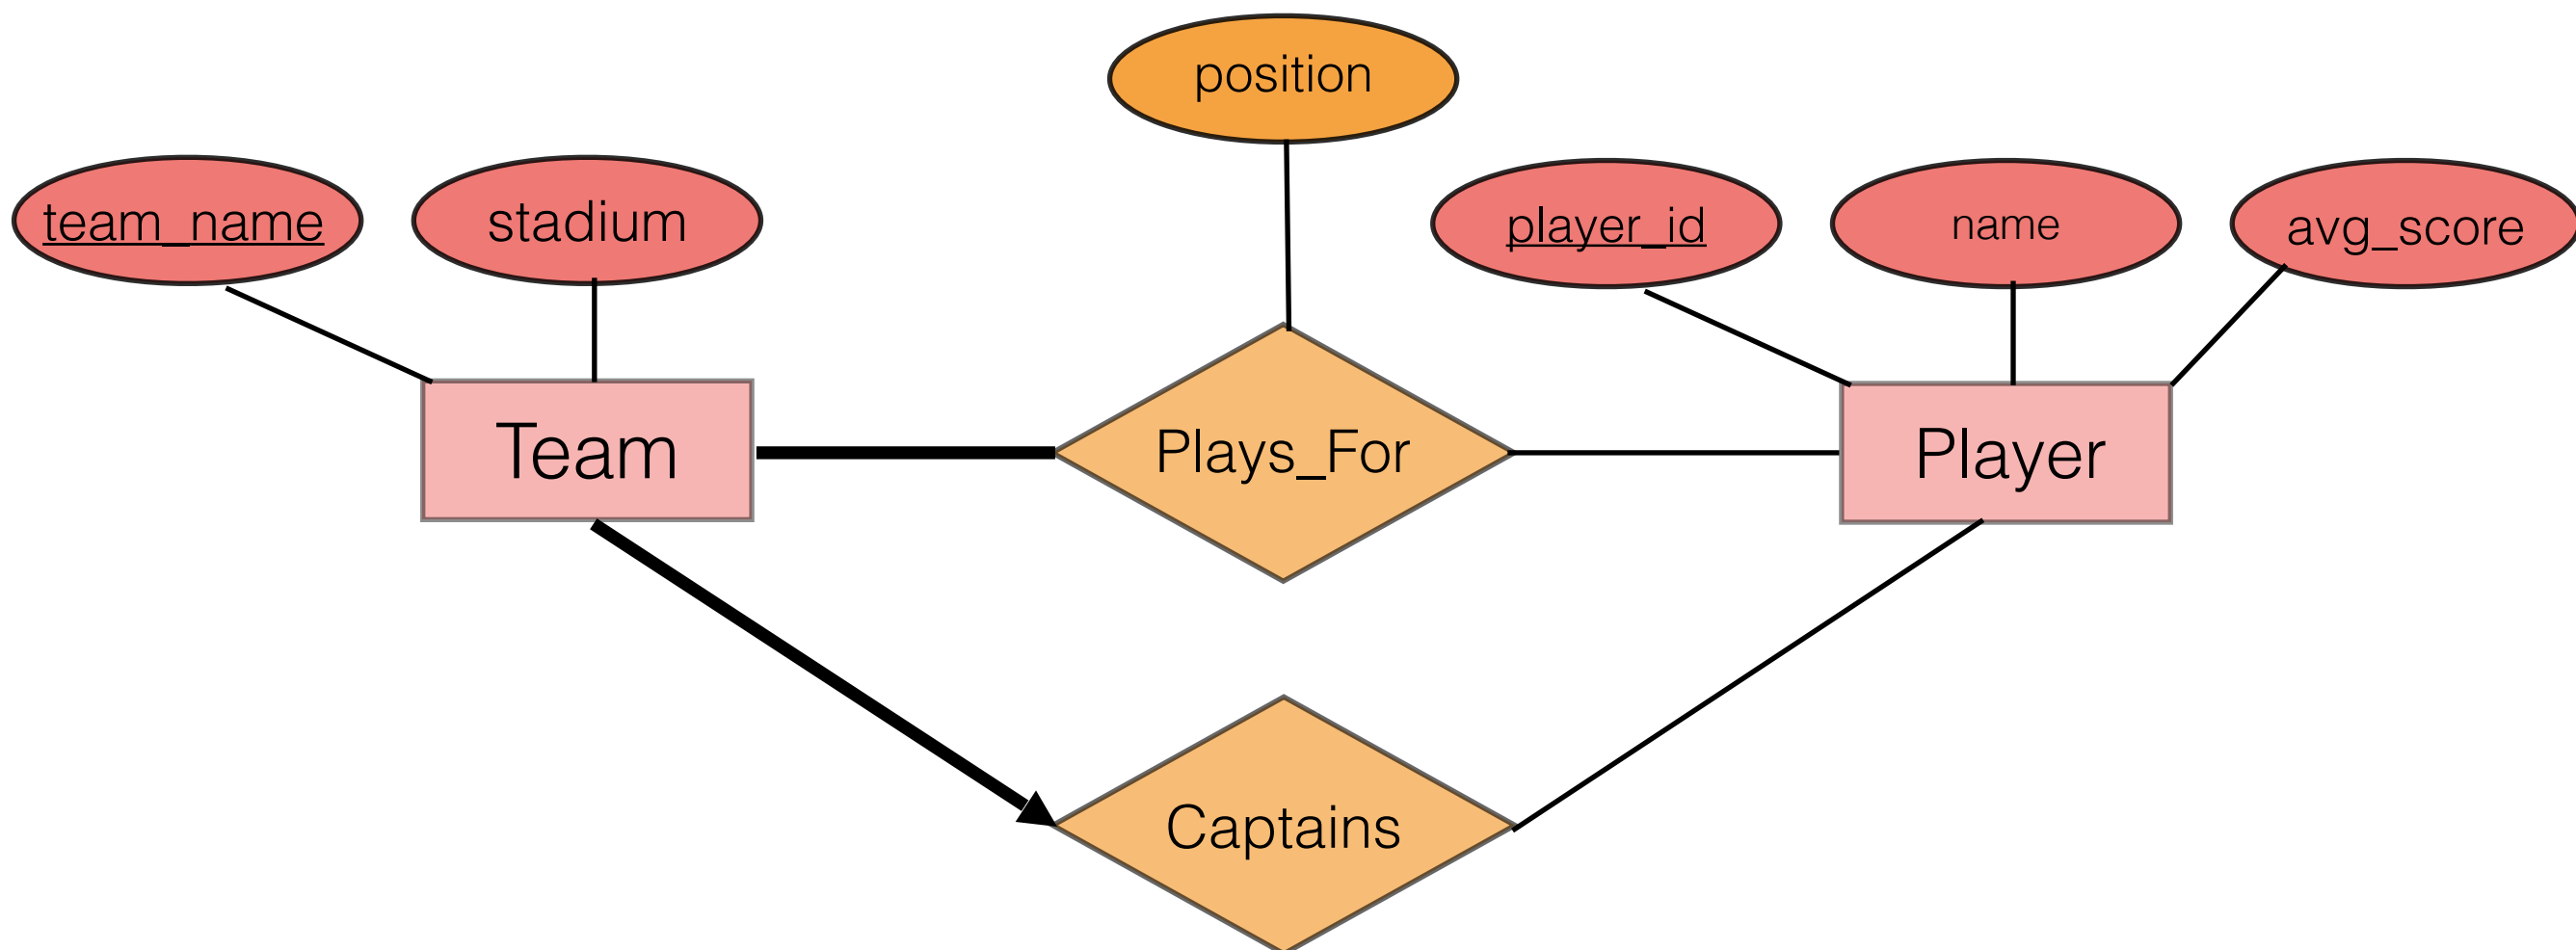 position
team_name
stadium
player_id
name
avg_score
Team
Plays_For
Player
Captains